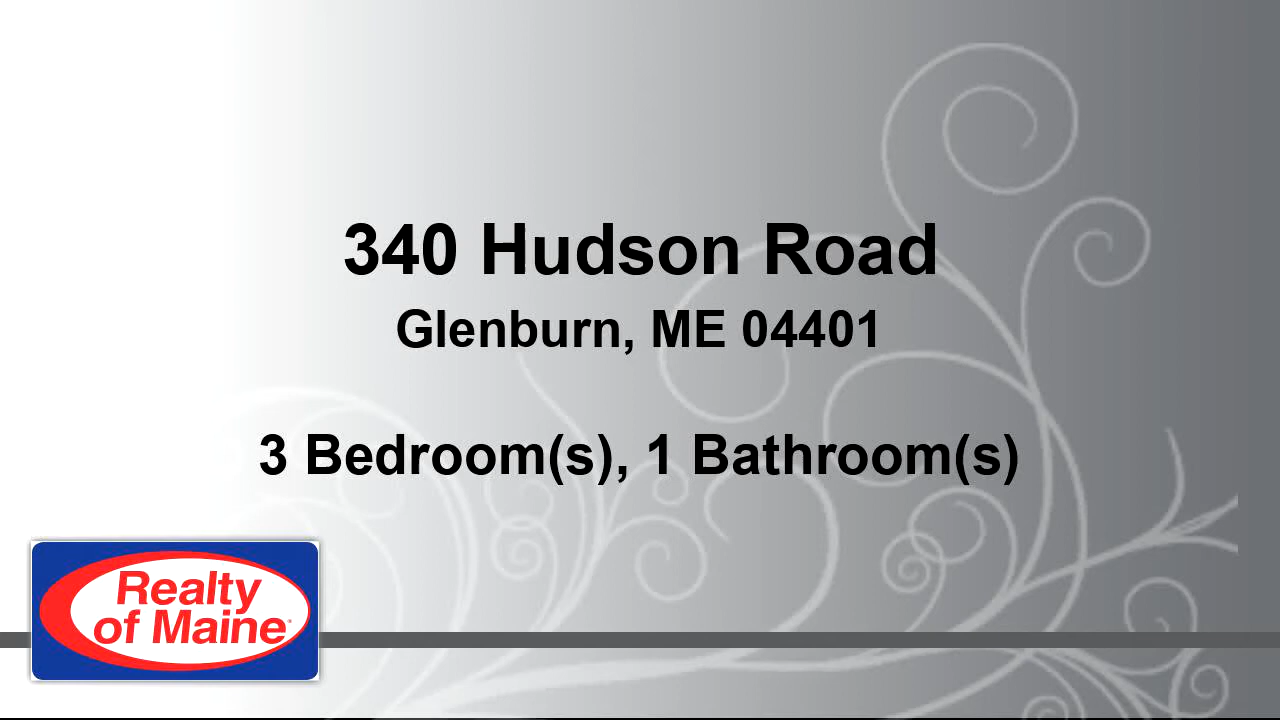 340 Hudson Road
Glenburn, ME 04401
3 Bedroom(s), 1 Bathroom(s)
Realty
of Maine